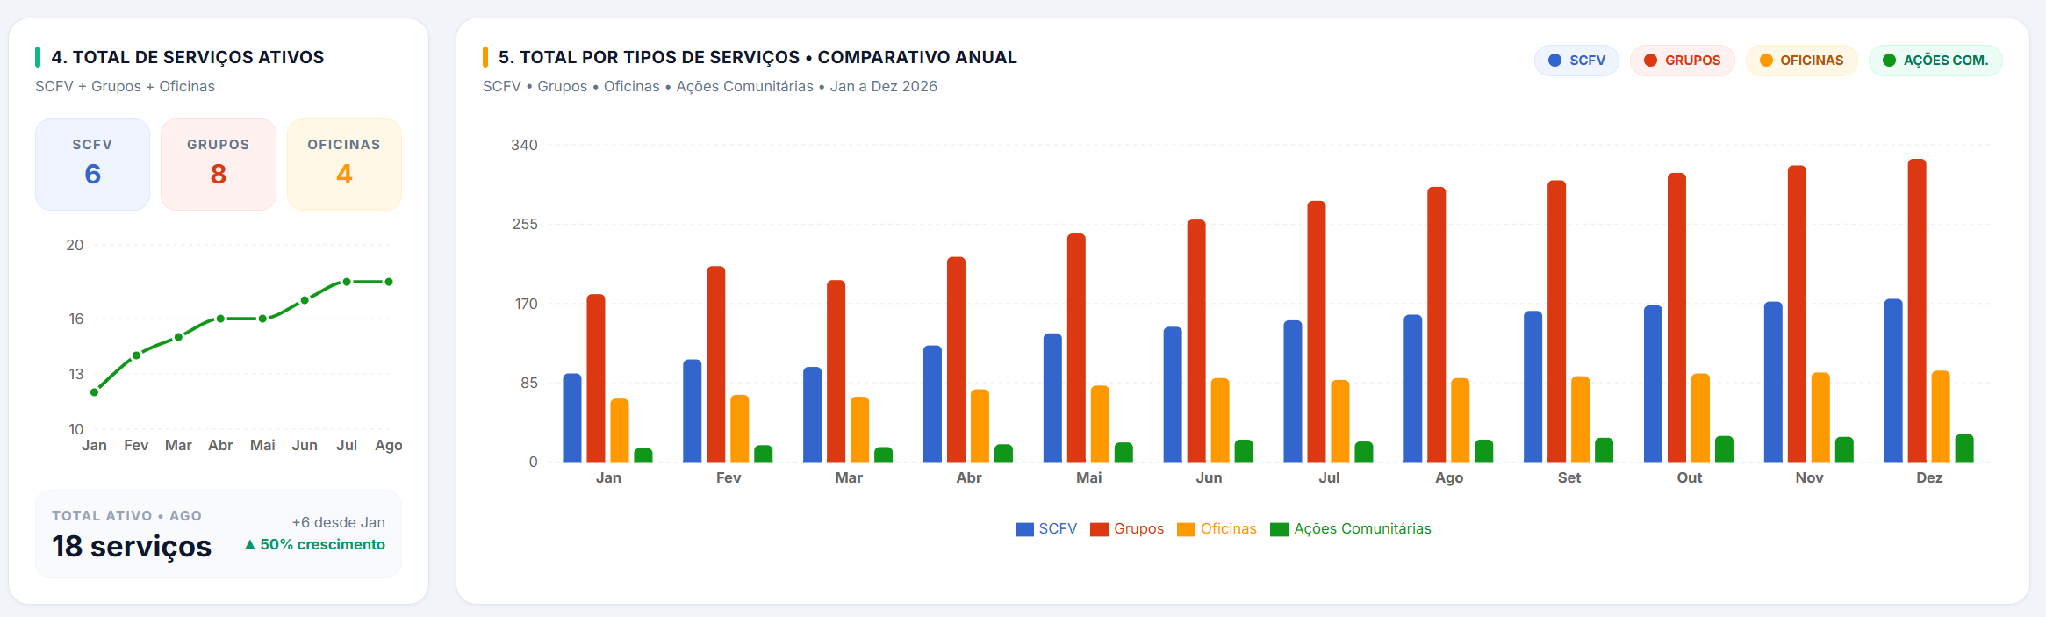 4. TOTAL DE SERVIÇOS ATIVOS
SCFV + Grupos + Oficinas
SCFV
6
GRUPOS
8
OFICINAS
4
20
16
13
10
Jan Fev Mar Abr Mai Jun Jul Ago
TOTAL ATIVO • AGO
18 serviços
+6 desde Jan
▲ 50% crescimento
5. TOTAL POR TIPOS DE SERVIÇOS • COMPARATIVO ANUAL
SCFV • Grupos • Oficinas • Ações Comunitárias • Jan a Dez 2026
SCFV GRUPOS OFICINAS AÇÕES COM.
340
255
170
85
0
Jan Fev Mar Abr Mai Jun Jul Ago Set Out Nov Dez
SCFV Grupos Oficinas Ações Comunitárias